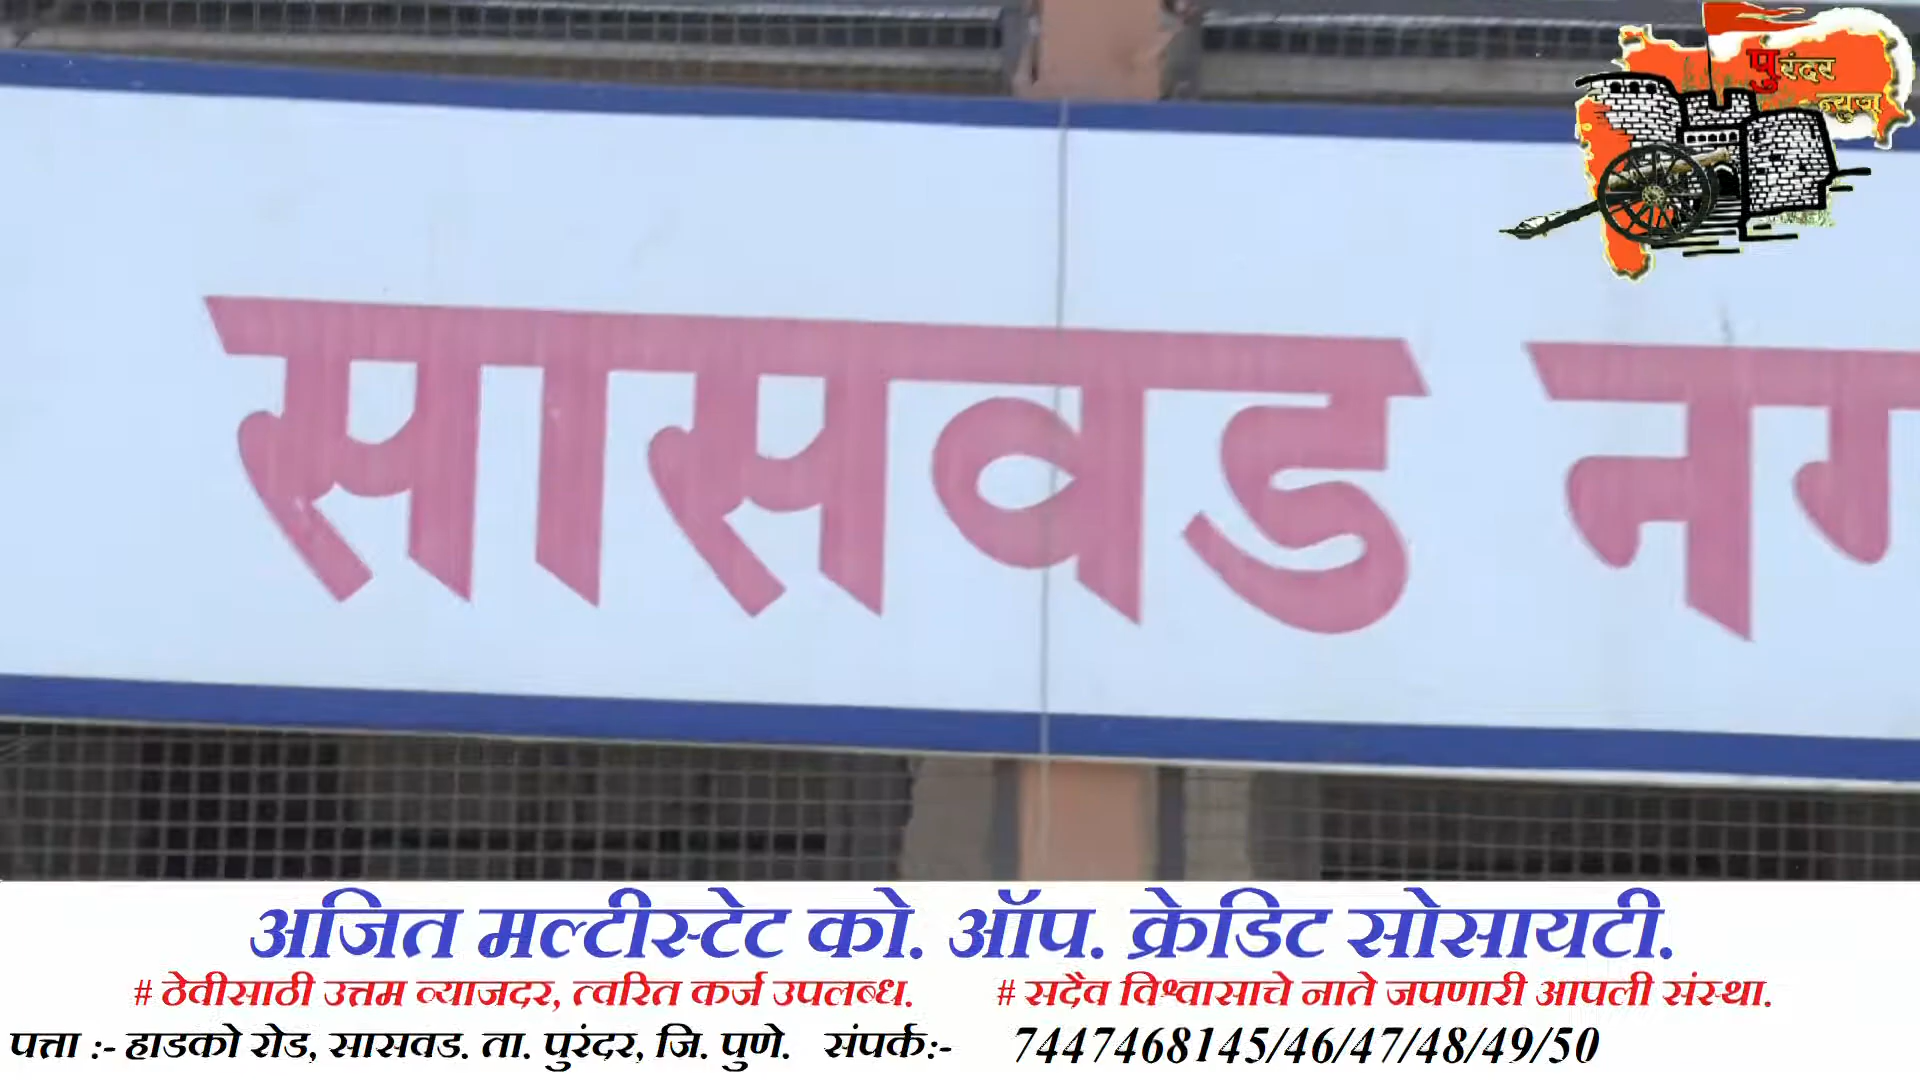 पुरंदर
न्युज
सासवड नग
अजित मल्टीस्टेट को. ऑप. क्रेडिट सोसायटी.
# ठेवीसाठी उत्तम व्याजदर, त्वरित कर्ज उपलब्ध. # सदैव विश्वासाचे नाते जपणारी आपली संस्था.
पत्ता :- हाडको रोड, सासवड. ता. पुरंदर, जि. पुणे. संपर्क:- 7447468145/46/47/48/49/50